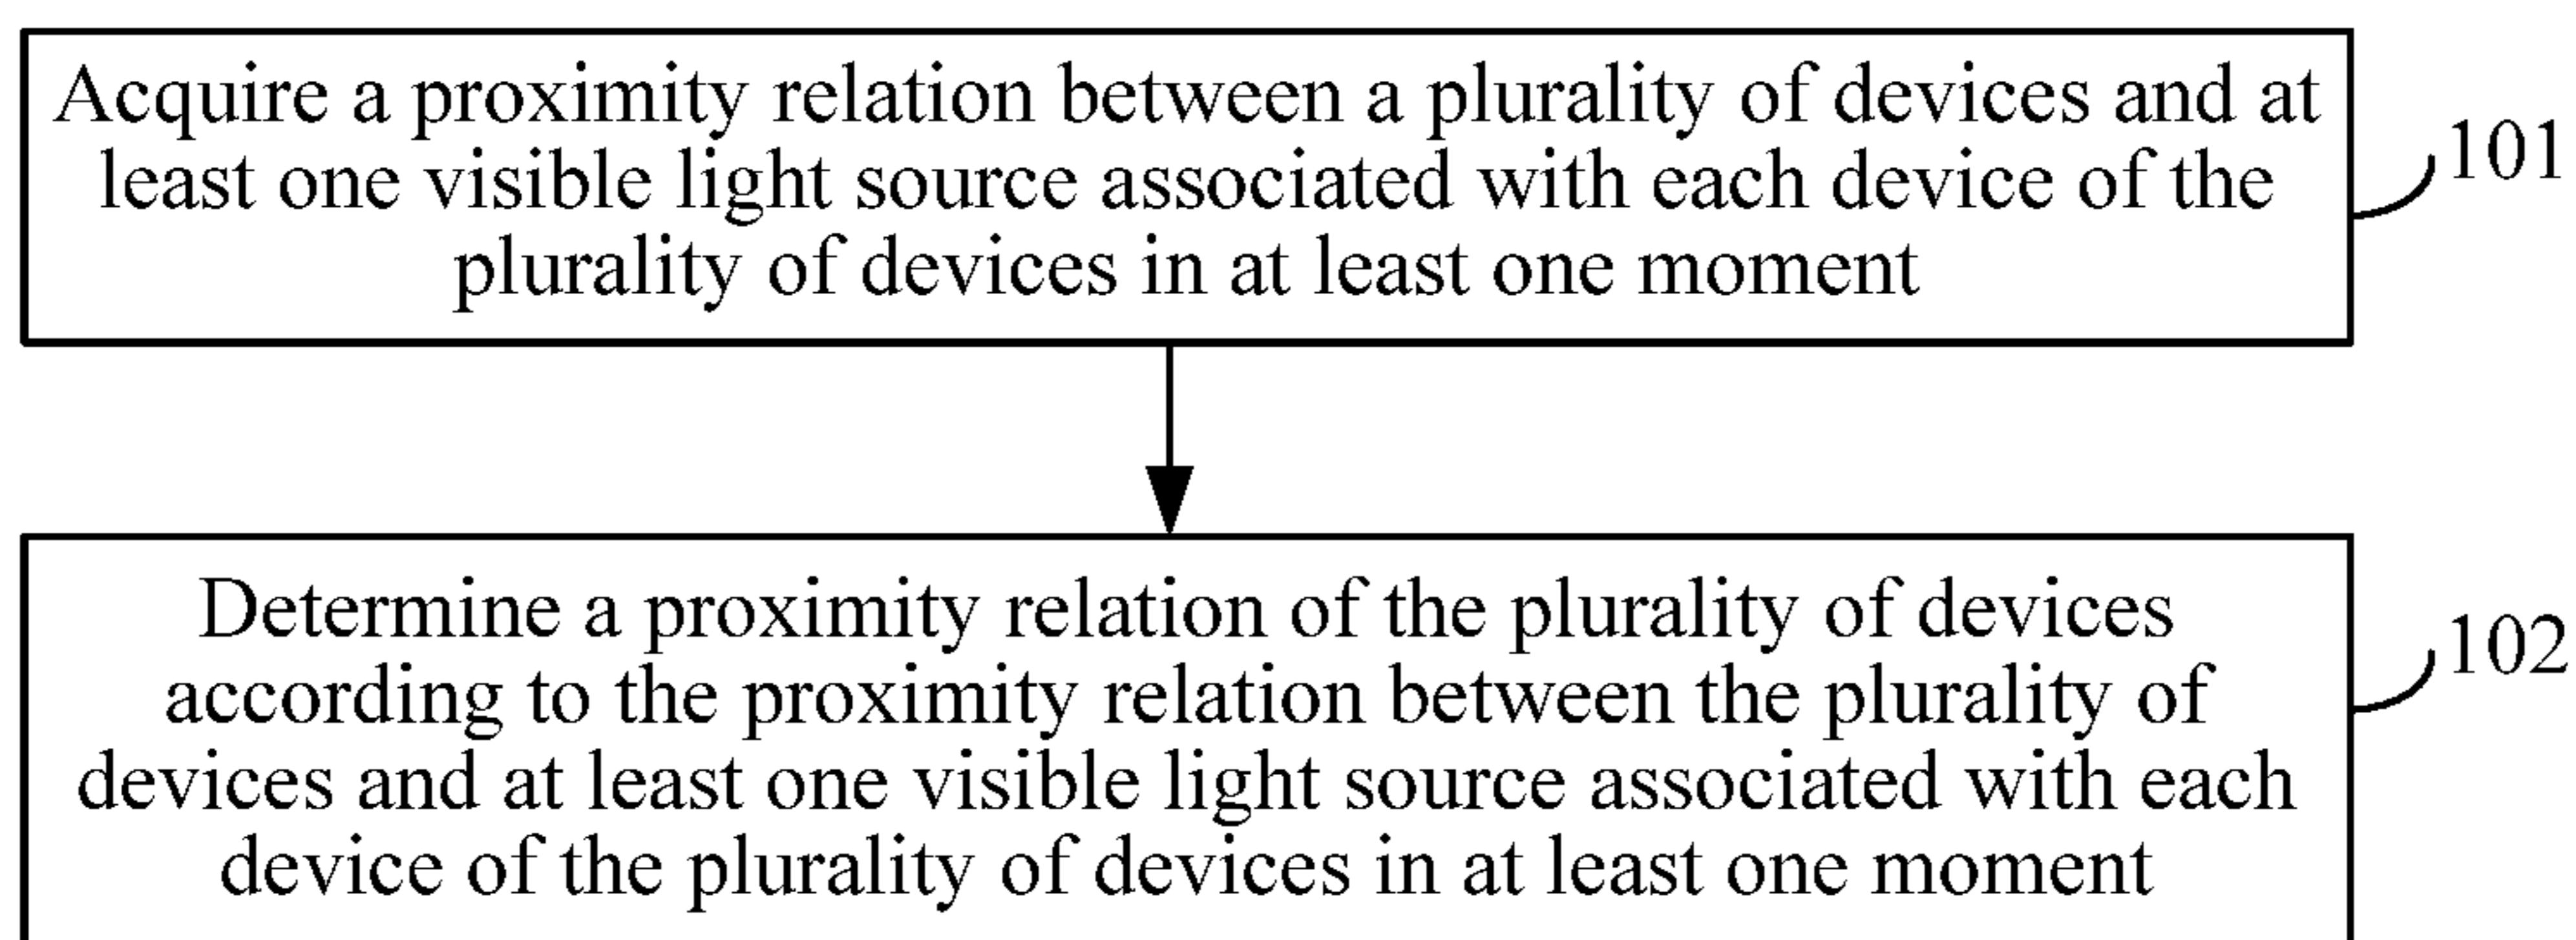 Acquire a proximity relation between a plurality of devices and at
least one visible light source associated with each device of the
plurality of devices in at least one moment
101
Determine a proximity relation of the plurality of devices
according to the proximity relation between the plurality of
devices and at least one visible light source associated with each
device of the plurality of devices in at least one moment
102